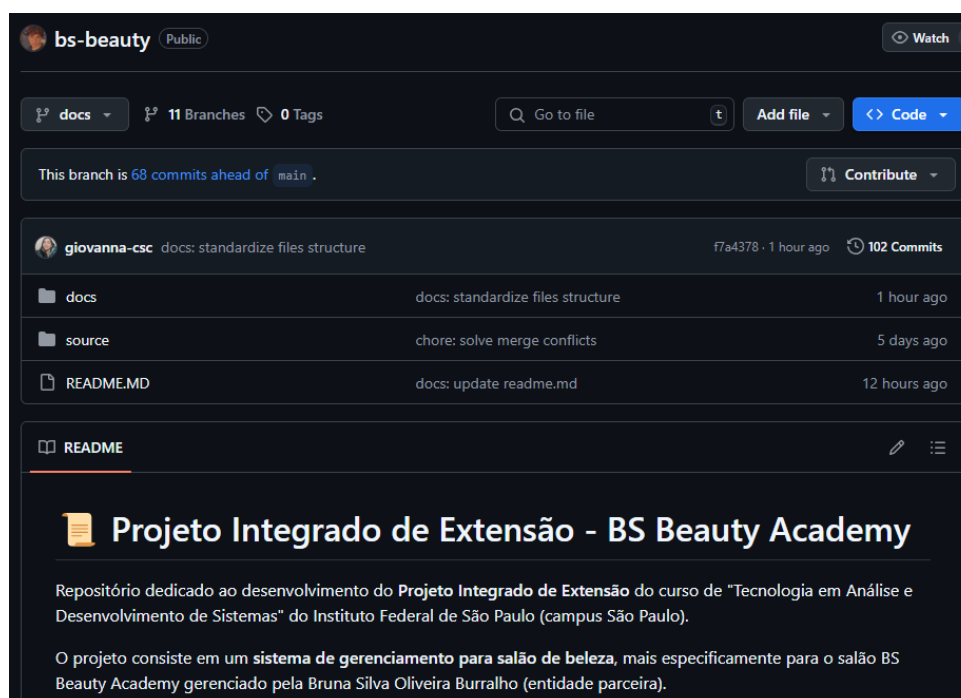 bs-beauty Public Watch
docs 11 Branches 0 Tags Go to file t Add file <> Code
This branch is 68 commits ahead of main . Contribute
giovanna-csc docs: standardize files structure f7a4378 · 1 hour ago 102 Commits
docs docs: standardize files structure 1 hour ago
source chore: solve merge conflicts 5 days ago
README.MD docs: update readme.md 12 hours ago
README
Projeto Integrado de Extensão - BS Beauty Academy
Repositório dedicado ao desenvolvimento do Projeto Integrado de Extensão do curso de "Tecnologia em Análise e
Desenvolvimento de Sistemas" do Instituto Federal de São Paulo (campus São Paulo).
O projeto consiste em um sistema de gerenciamento para salão de beleza, mais especificamente para o salão BS
Beauty Academy gerenciado pela Bruna Silva Oliveira Burralho (entidade parceira).